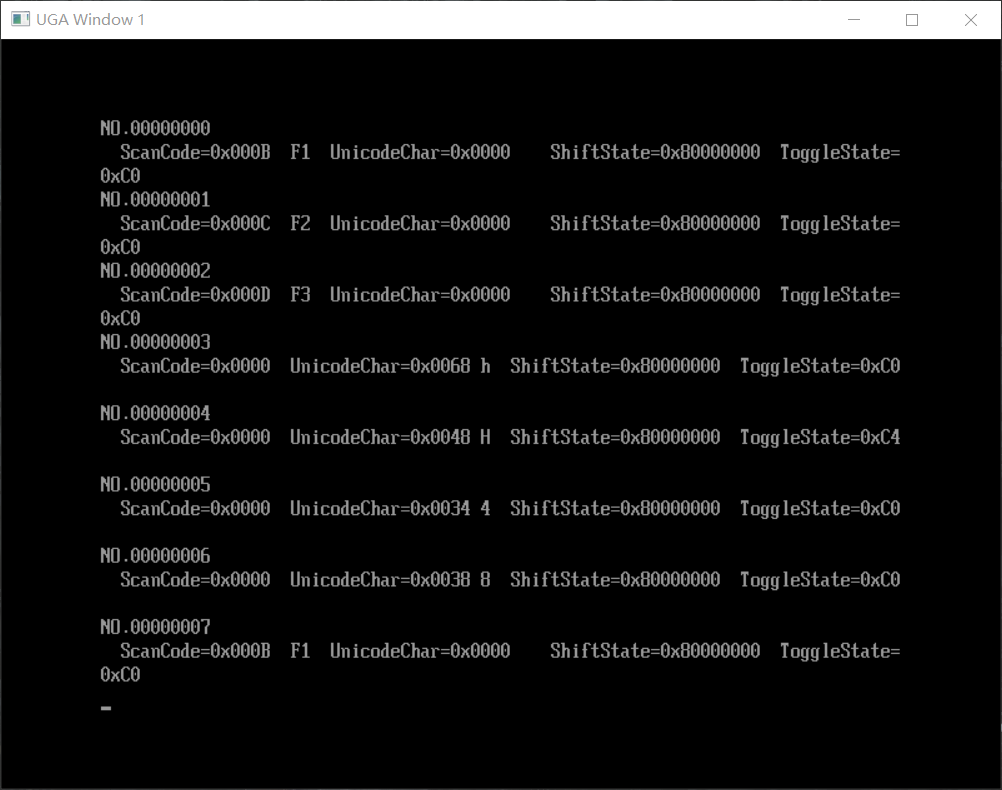 UGA Window 1
NO.00000000
ScanCode=0x000B F1 UnicodeChar=0x0000 ShiftState=0x80000000 ToggleState=
0xC0
NO.00000001
ScanCode=0x000C F2 UnicodeChar=0x0000 ShiftState=0x80000000 ToggleState=
0xC0
NO.00000002
ScanCode=0x000D F3 UnicodeChar=0x0000 ShiftState=0x80000000 ToggleState=
0xC0
NO.00000003
ScanCode=0x0000 UnicodeChar=0x0068 h ShiftState=0x80000000 ToggleState=0xC0
NO.00000004
ScanCode=0x0000 UnicodeChar=0x0048 H ShiftState=0x80000000 ToggleState=0xC4
NO.00000005
ScanCode=0x0000 UnicodeChar=0x0034 4 ShiftState=0x80000000 ToggleState=0xC0
NO.00000006
ScanCode=0x0000 UnicodeChar=0x0038 8 ShiftState=0x80000000 ToggleState=0xC0
NO.00000007
ScanCode=0x000B F1 UnicodeChar=0x0000 ShiftState=0x80000000 ToggleState=
0xC0